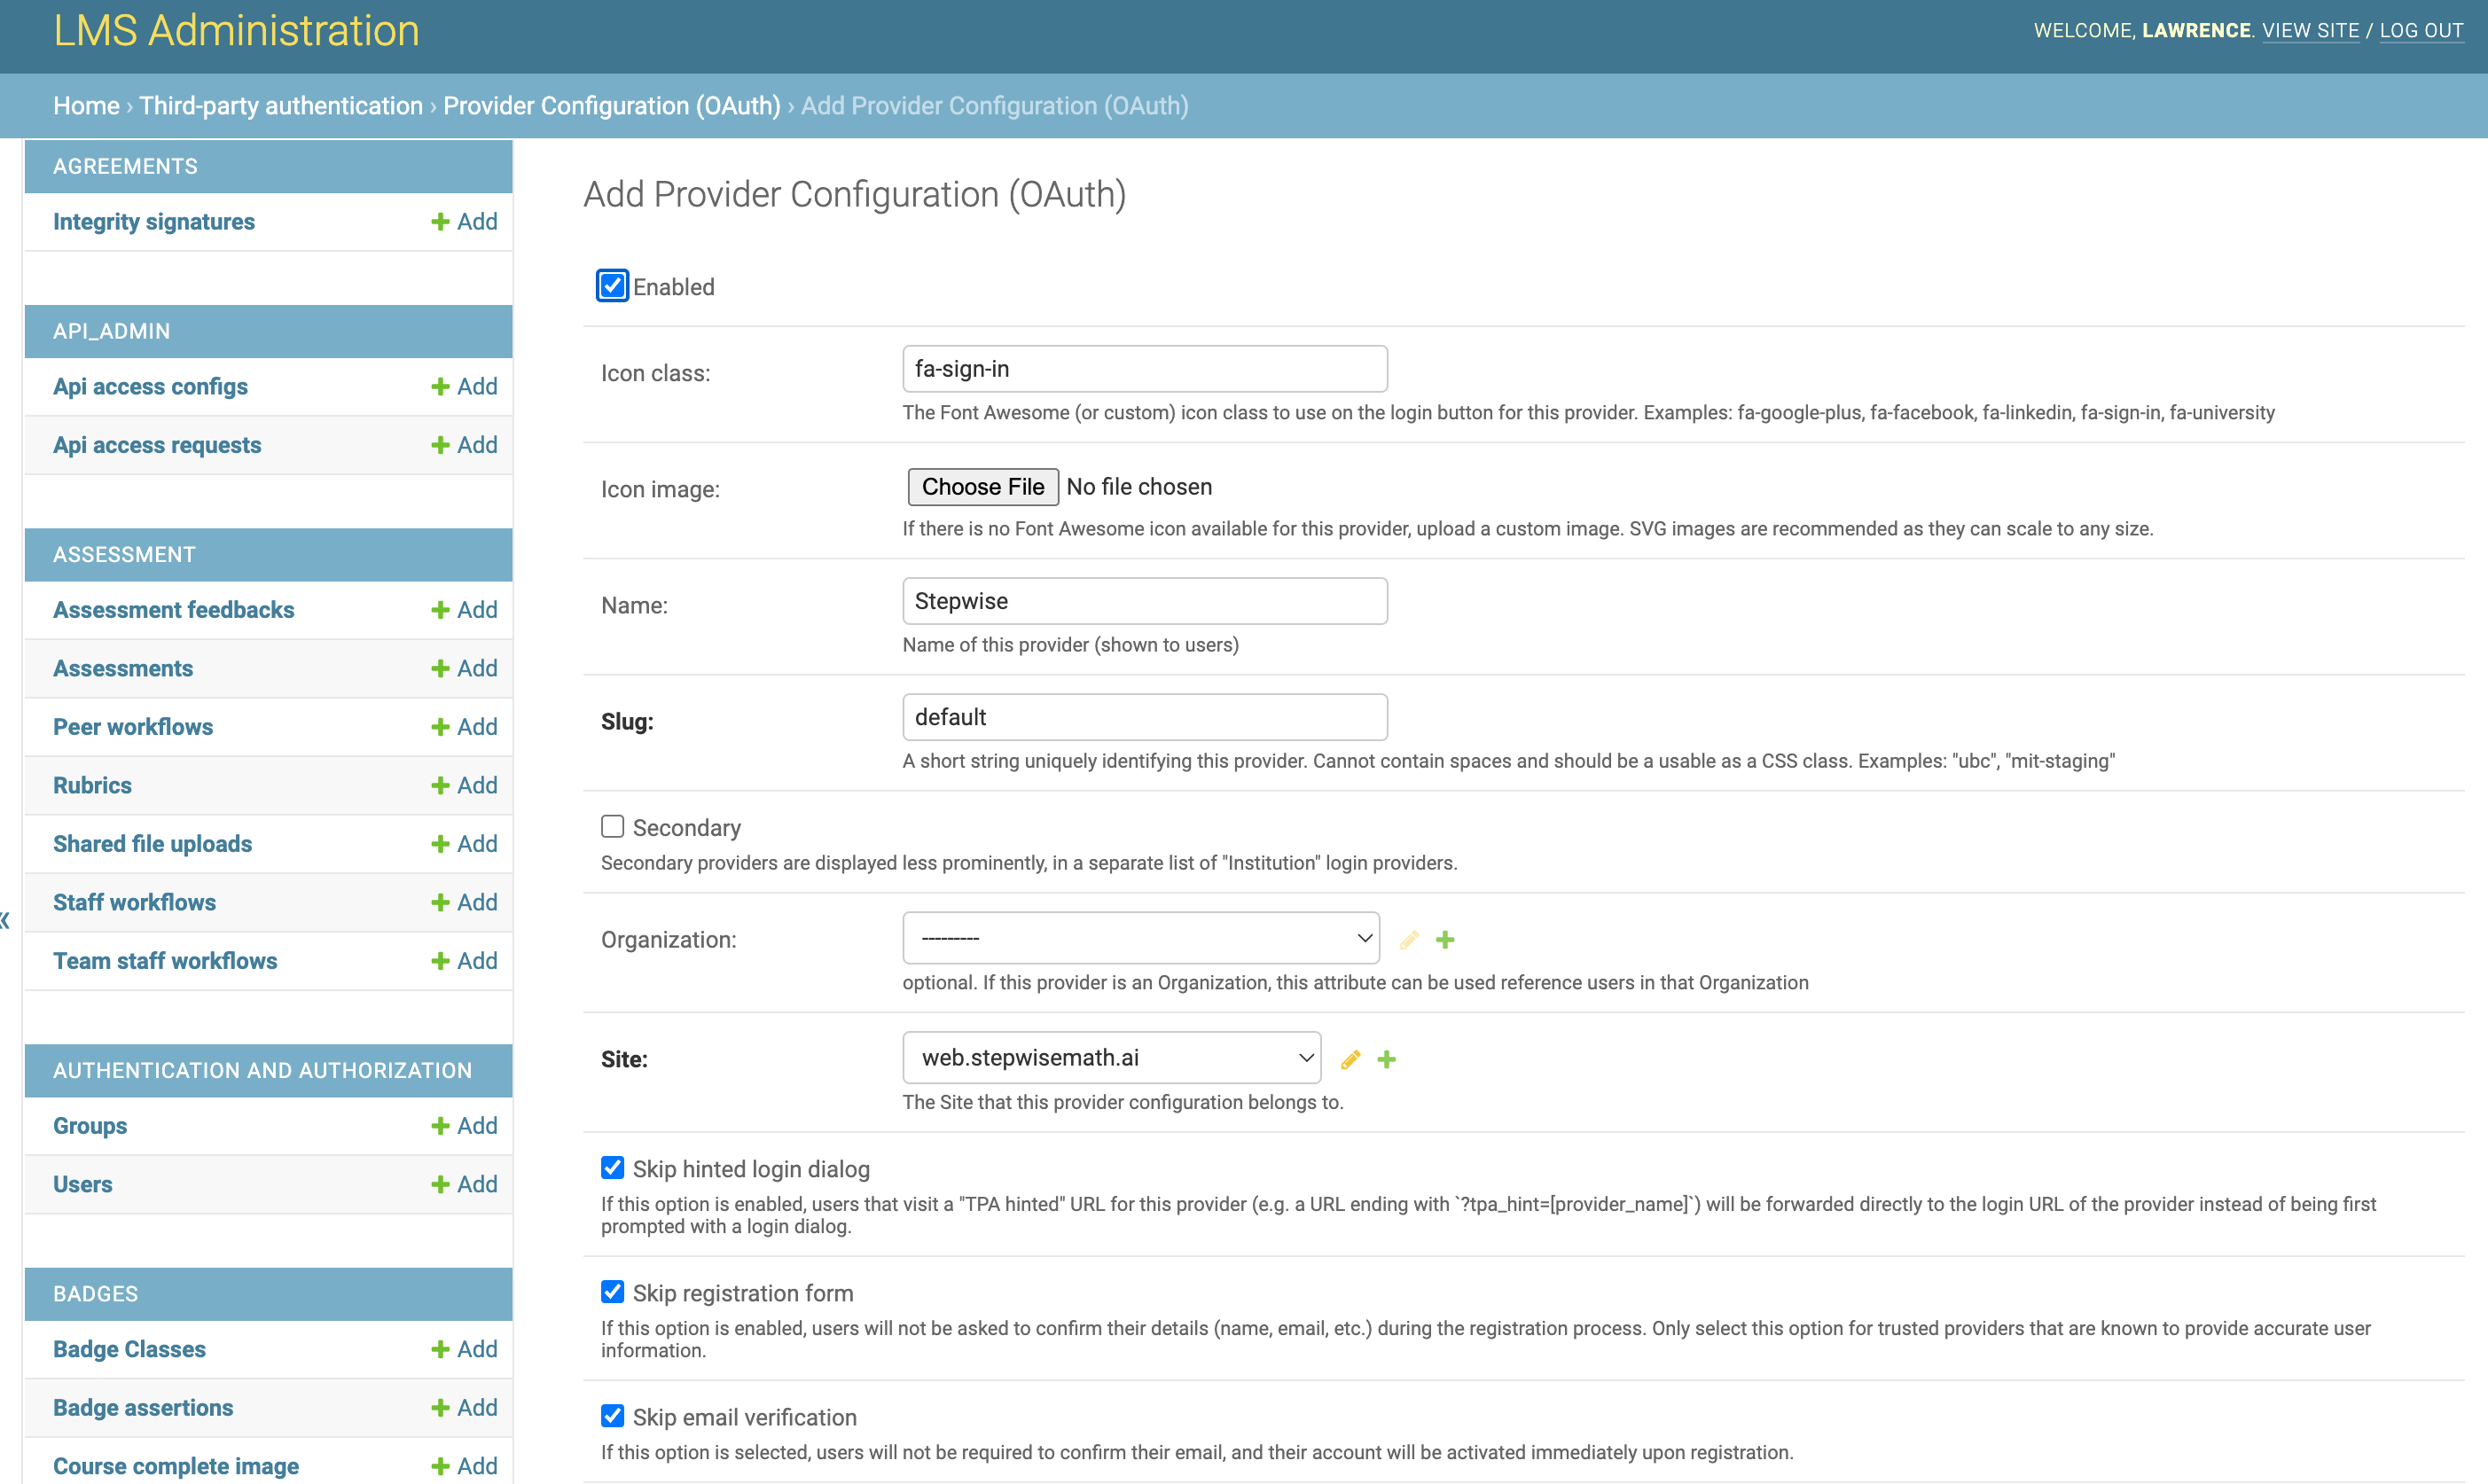 LMS Administration
WELCOME, LAWRENCE. VIEW SITE / LOG OUT
Home › Third-party authentication › Provider Configuration (OAuth) › Add Provider Configuration (OAuth)
AGREEMENTS
Integrity signatures Add
API_ADMIN
Api access configs Add
Api access requests Add
ASSESSMENT
Assessment feedbacks Add
Assessments Add
Peer workflows Add
Rubrics Add
Shared file uploads Add
Staff workflows Add
Team staff workflows Add
AUTHENTICATION AND AUTHORIZATION
Groups Add
Users Add
BADGES
Badge Classes Add
Badge assertions Add
Course complete image Add
«
Add Provider Configuration (OAuth)
Enabled
Icon class: fa-sign-in
The Font Awesome (or custom) icon class to use on the login button for this provider. Examples: fa-google-plus, fa-facebook, fa-linkedin, fa-sign-in, fa-university
Icon image: Choose File No file chosen
If there is no Font Awesome icon available for this provider, upload a custom image. SVG images are recommended as they can scale to any size.
Name: Stepwise
Name of this provider (shown to users)
Slug: default
A short string uniquely identifying this provider. Cannot contain spaces and should be a usable as a CSS class. Examples: "ubc", "mit-staging"
Secondary
Secondary providers are displayed less prominently, in a separate list of "Institution" login providers.
Organization: ---------
optional. If this provider is an Organization, this attribute can be used reference users in that Organization
Site: web.stepwisemath.ai
The Site that this provider configuration belongs to.
Skip hinted login dialog
If this option is enabled, users that visit a "TPA hinted" URL for this provider (e.g. a URL ending with `?tpa_hint=[provider_name]`) will be forwarded directly to the login URL of the provider instead of being first
prompted with a login dialog.
Skip registration form
If this option is enabled, users will not be asked to confirm their details (name, email, etc.) during the registration process. Only select this option for trusted providers that are known to provide accurate user
information.
Skip email verification
If this option is selected, users will not be required to confirm their email, and their account will be activated immediately upon registration.